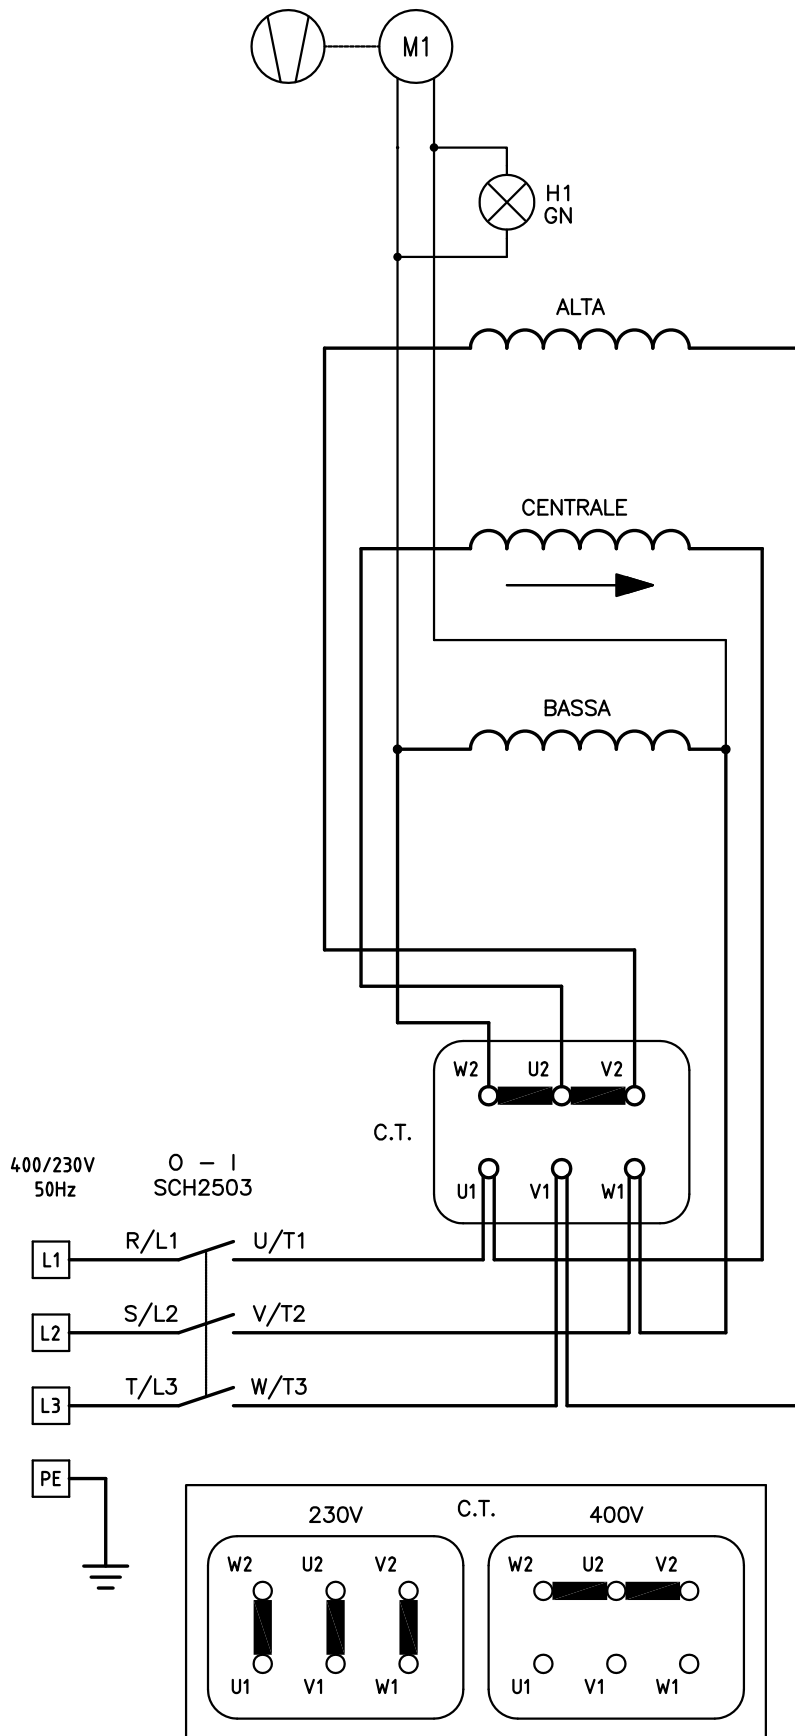 M1
H1
GN
ALTA
CENTRALE
BASSA
W2 U2 V2
C.T.
U1 V1 W1
400/230V
50Hz
O - I
SCH2503
L1 R/L1 U/T1
L2 S/L2 V/T2
L3 T/L3 W/T3
PE
230V C.T. 400V
W2 U2 V2 W2 U2 V2
U1 V1 W1 U1 V1 W1